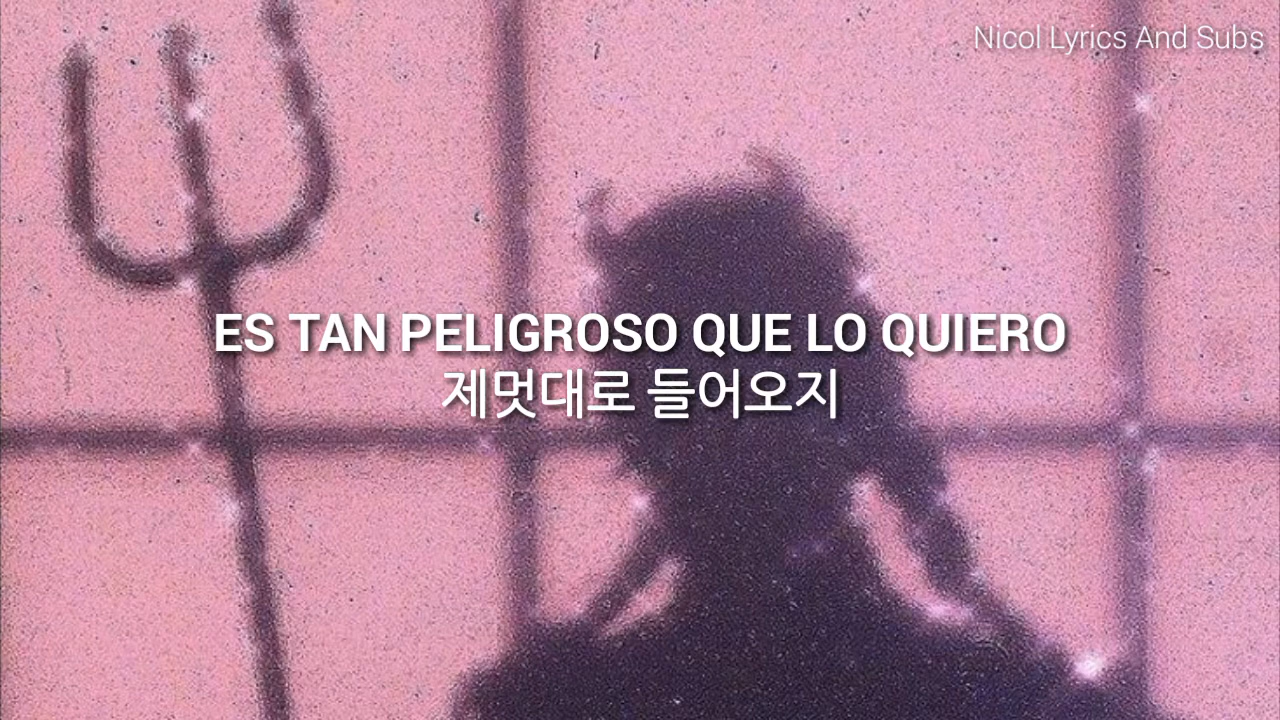 Nicol Lyrics And Subs
ES TAN PELIGROSO QUE LO QUIERO
제멋대로 들어오지